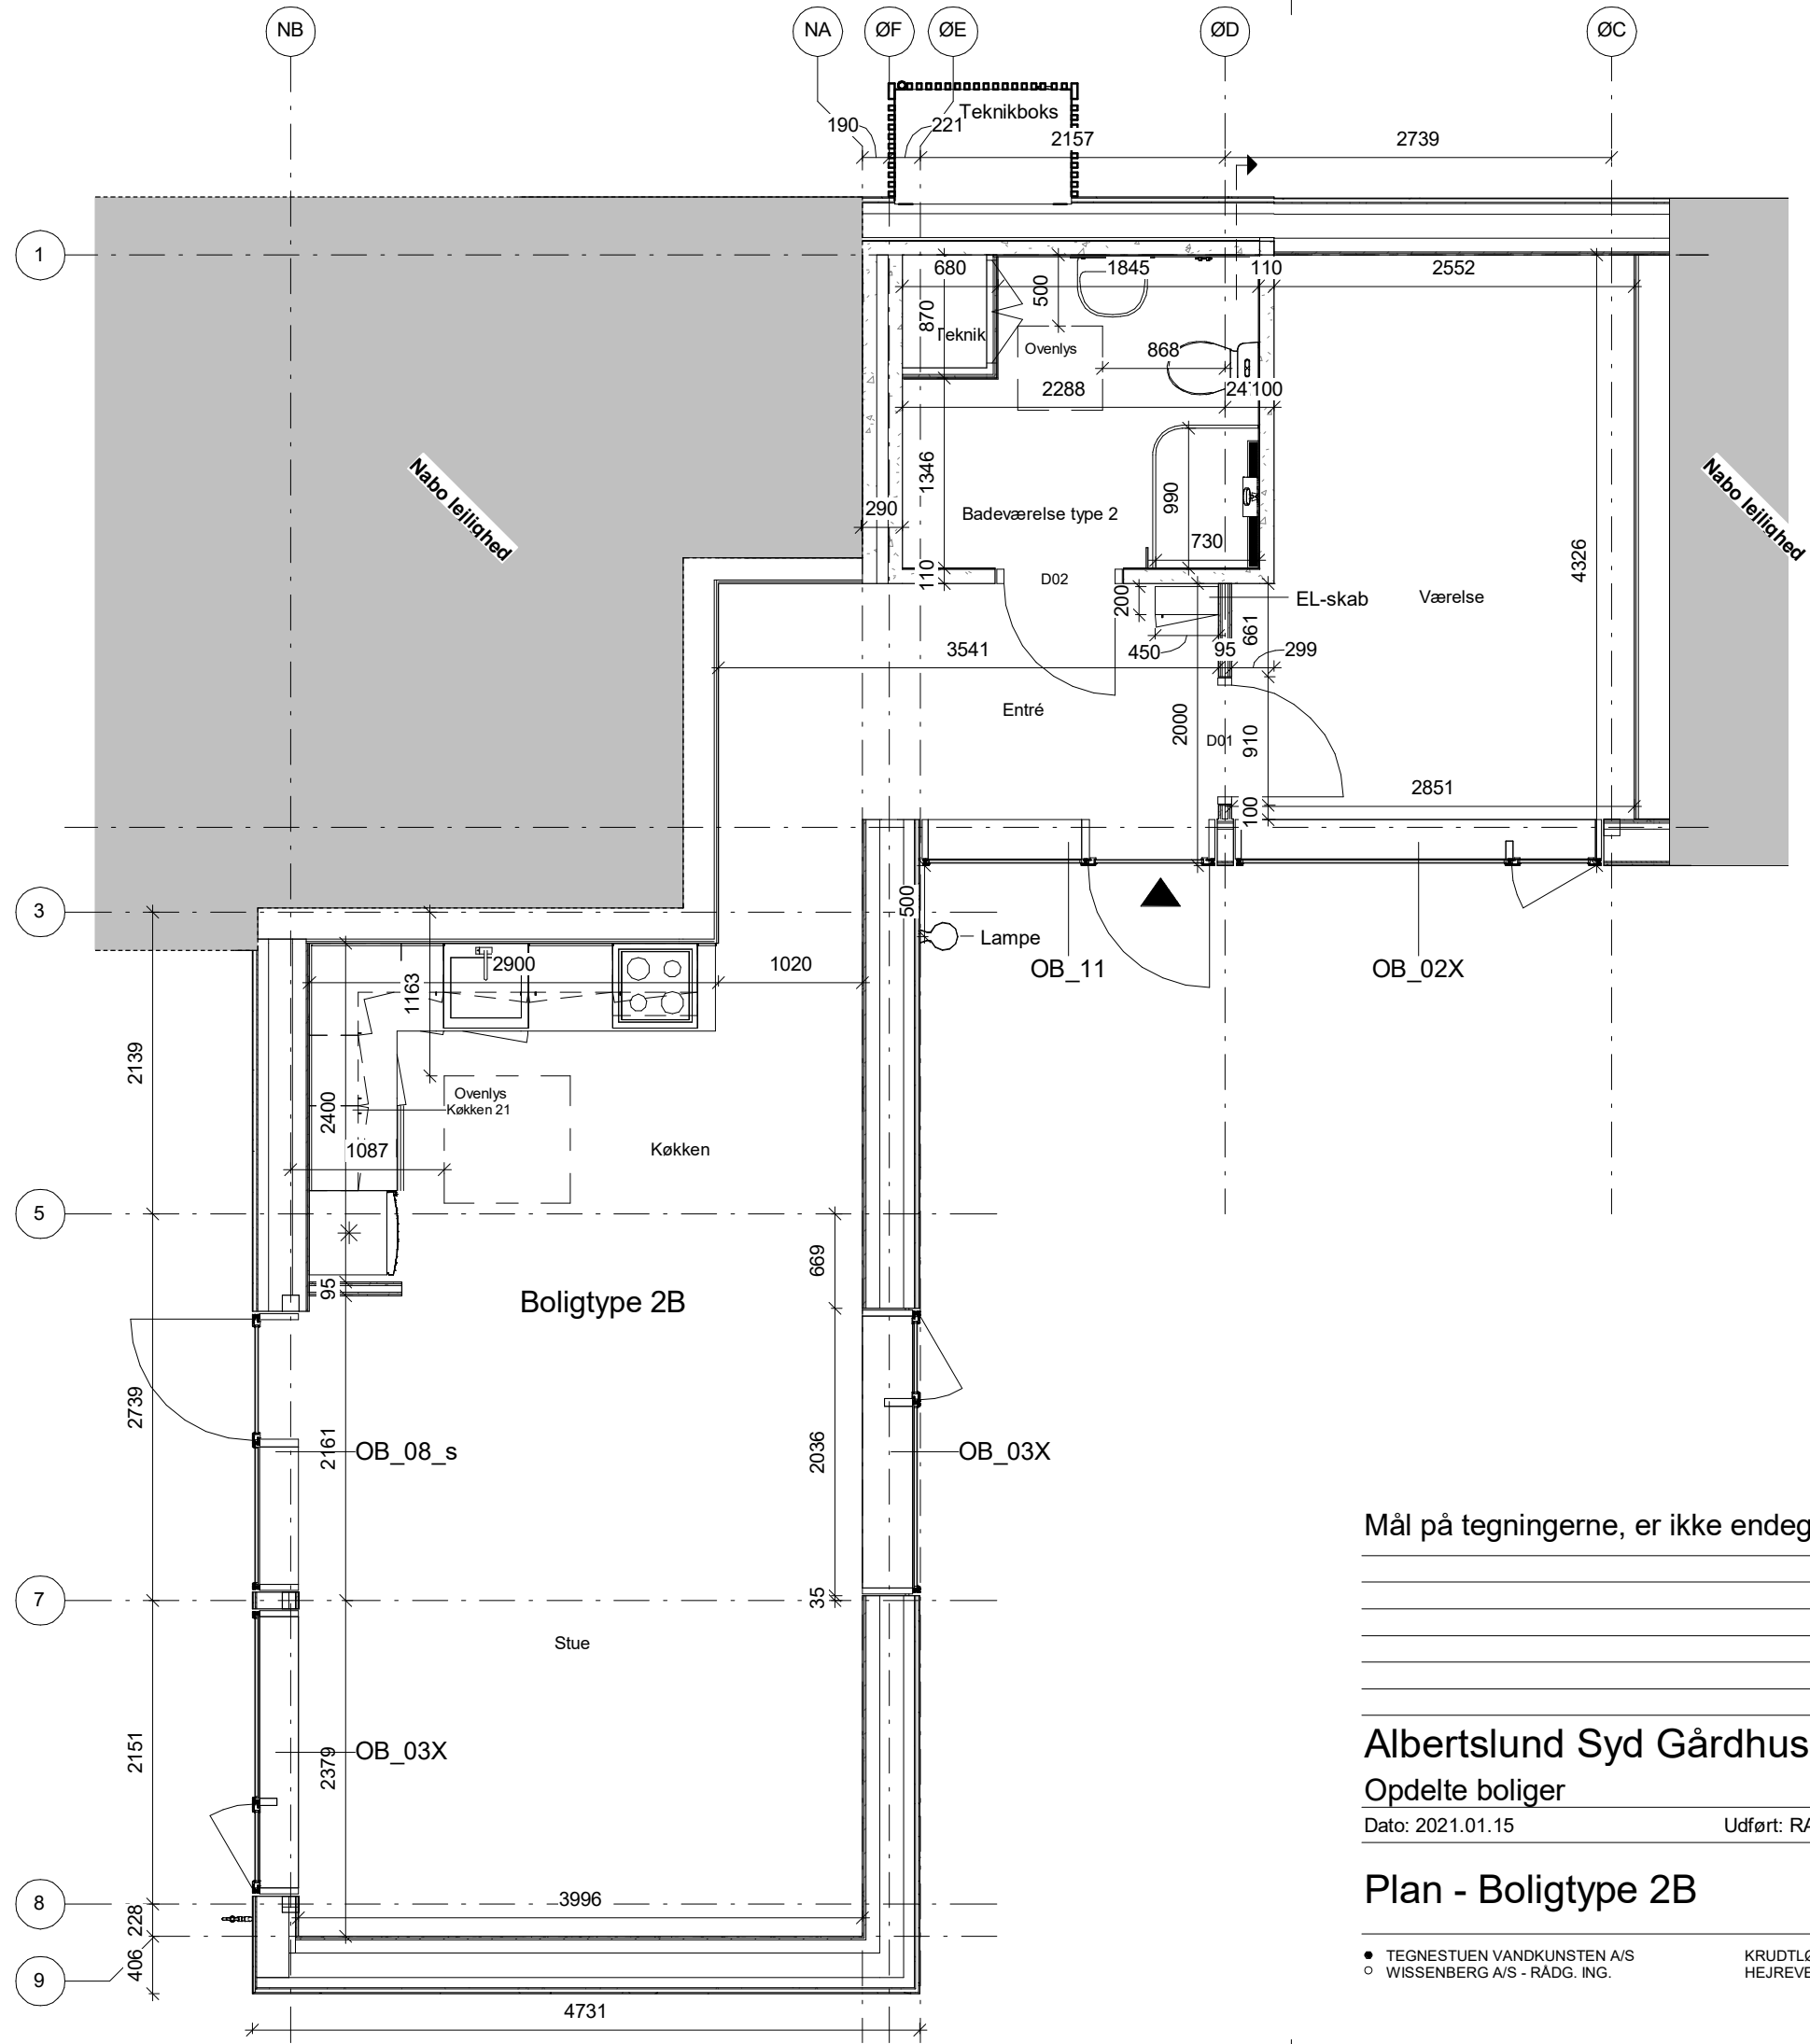 NB
NA
ØF
ØE
ØD
ØC
Teknikboks
190
221
2157
2739
1
680
1845
110
2552
500
870
Teknik
Ovenlys
868
2288
24
100
Nabo lejlighed
Nabo lejlighed
1346
290
990
Badeværelse type 2
730
4326
110
D02
200
EL-skab
Værelse
661
3541
450
95
299
Entré
2000
D01
910
2851
100
3
500
Lampe
2900
1020
OB_11
OB_02X
1163
2139
2400
Ovenlys
Køkken 21
1087
Køkken
5
669
95
Boligtype 2B
2739
2161
OB_08_s
2036
OB_03X
Mål på tegningerne, er ikke endeg
7
35
Stue
2151
2379
OB_03X
Albertslund Syd Gårdhus
Opdelte boliger
Dato: 2021.01.15
Udført: RA
8
3996
Plan - Boligtype 2B
228
406
9
TEGNESTUEN VANDKUNSTEN A/S
KRUDTLØ
WISSENBERG A/S - RÅDG. ING.
HEJREVE
4731